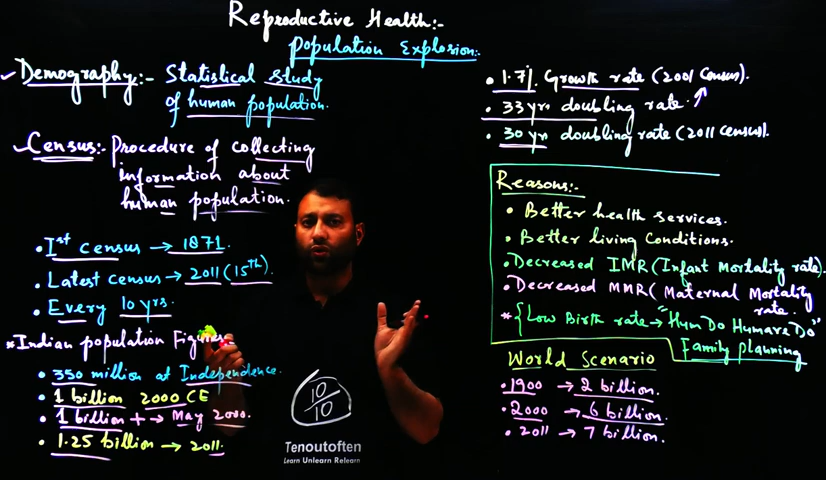 Reproductive Health:-
Population Explosion:-
Demography:- Statistical study
of human population.
Census:- Procedure of collecting
information about
human population.
• Ist census → 1871.
• Latest census → 2011 (15th)
• Every 10 yrs.
* Indian population Figures
• 350 million at Independence.
• 1 billion 2000 CE
• 1 billion + → May 2000.
• 1.25 billion → 2011.
10/10
Tenoutoften
Learn Unlearn Relearn
• 1.7% Growth rate (2001 Census).
• 33 yrs doubling rate.
• 30 yr doubling rate (2011 Census).
Reasons:-
• Better health services.
• Better living Conditions.
• Decreased IMR (Infant Mortality rate).
• Decreased MMR (Maternal Mortality
rate.
* {Low Birth rate → "Hum Do Humare Do"
Family planning
World Scenario
• 1900 → 2 billion.
• 2000 → 6 billion.
• 2011 → 7 billion.